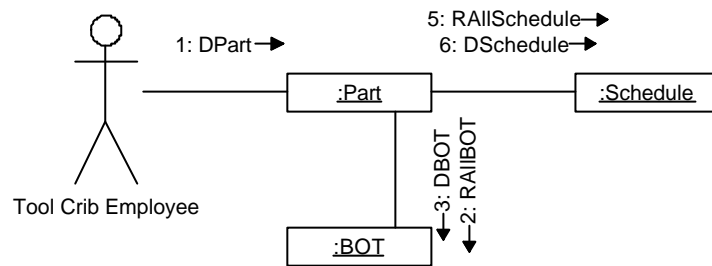 5: RAllSchedule
1: DPart
6: DSchedule
:Part
:Schedule
3: DBOT
2: RAllBOT
Tool Crib Employee
:BOT